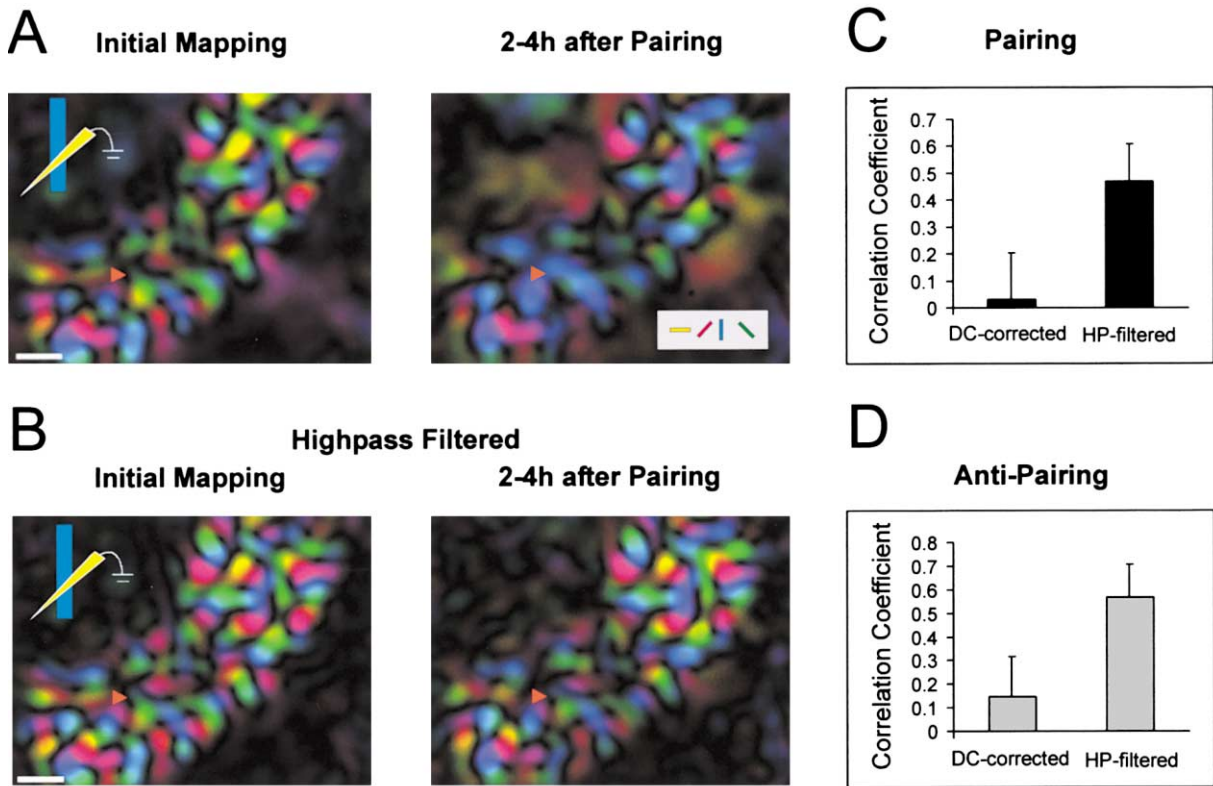 A
Initial Mapping
2-4h after Pairing
B
Highpass Filtered
Initial Mapping
2-4h after Pairing
C
Pairing
Correlation Coefficient
0.7
0.6
0.5
0.4
0.3
0.2
0.1
0
DC-corrected
HP-filtered
D
Anti-Pairing
Correlation Coefficient
0.8
0.7
0.6
0.5
0.4
0.3
0.2
0.1
0
DC-corrected
HP-filtered